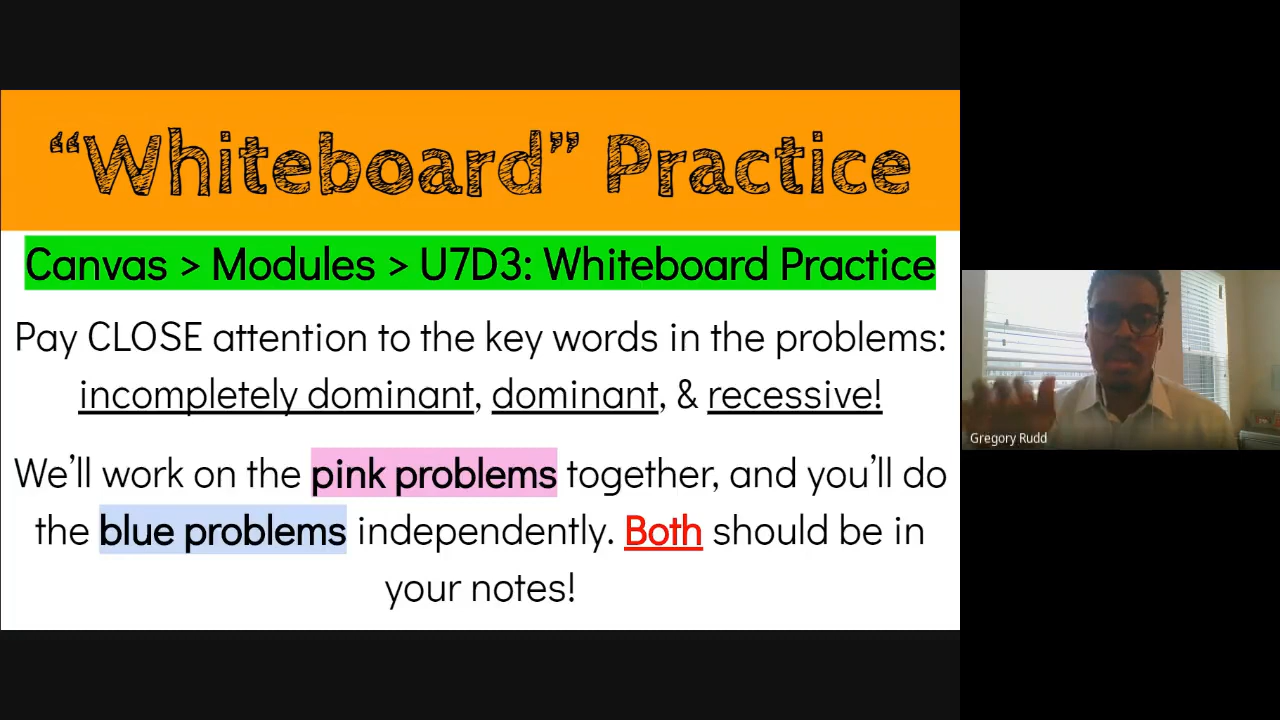 “Whiteboard” Practice
Canvas > Modules > U7D3: Whiteboard Practice
Pay CLOSE attention to the key words in the problems:
incompletely dominant, dominant, & recessive!
We’ll work on the pink problems together, and you’ll do
the blue problems independently. Both should be in
your notes!
Gregory Rudd